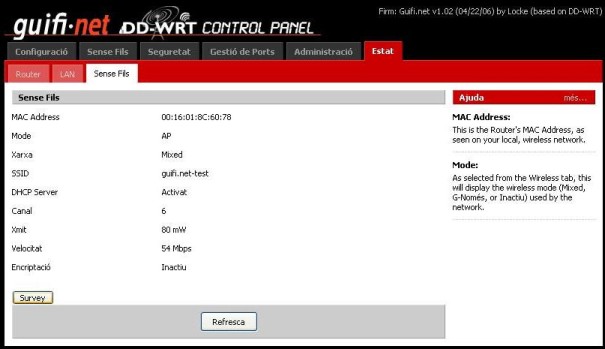 Firm: Guifi.net v1.02 (04/22/06) by Locke (based on DD-WRT)
guifi·net DD-WRT CONTROL PANEL
Configuració Sense Fils Seguretat Gestió de Ports Administració Estat
Router LAN Sense Fils
Sense Fils
MAC Address 00:16:01:8C:60:78
Mode AP
Xarxa Mixed
SSID guifi.net-test
DHCP Server Activat
Canal 6
Xmit 80 mW
Velocitat 54 Mbps
Encriptació Inactiu
Survey
Refresca
Ajuda més...
MAC Address:
This is the Router's MAC Address, as
seen on your local, wireless network.
Mode:
As selected from the Wireless tab, this
will display the wireless mode (Mixed,
G-Només, or Inactiu) used by the
network.